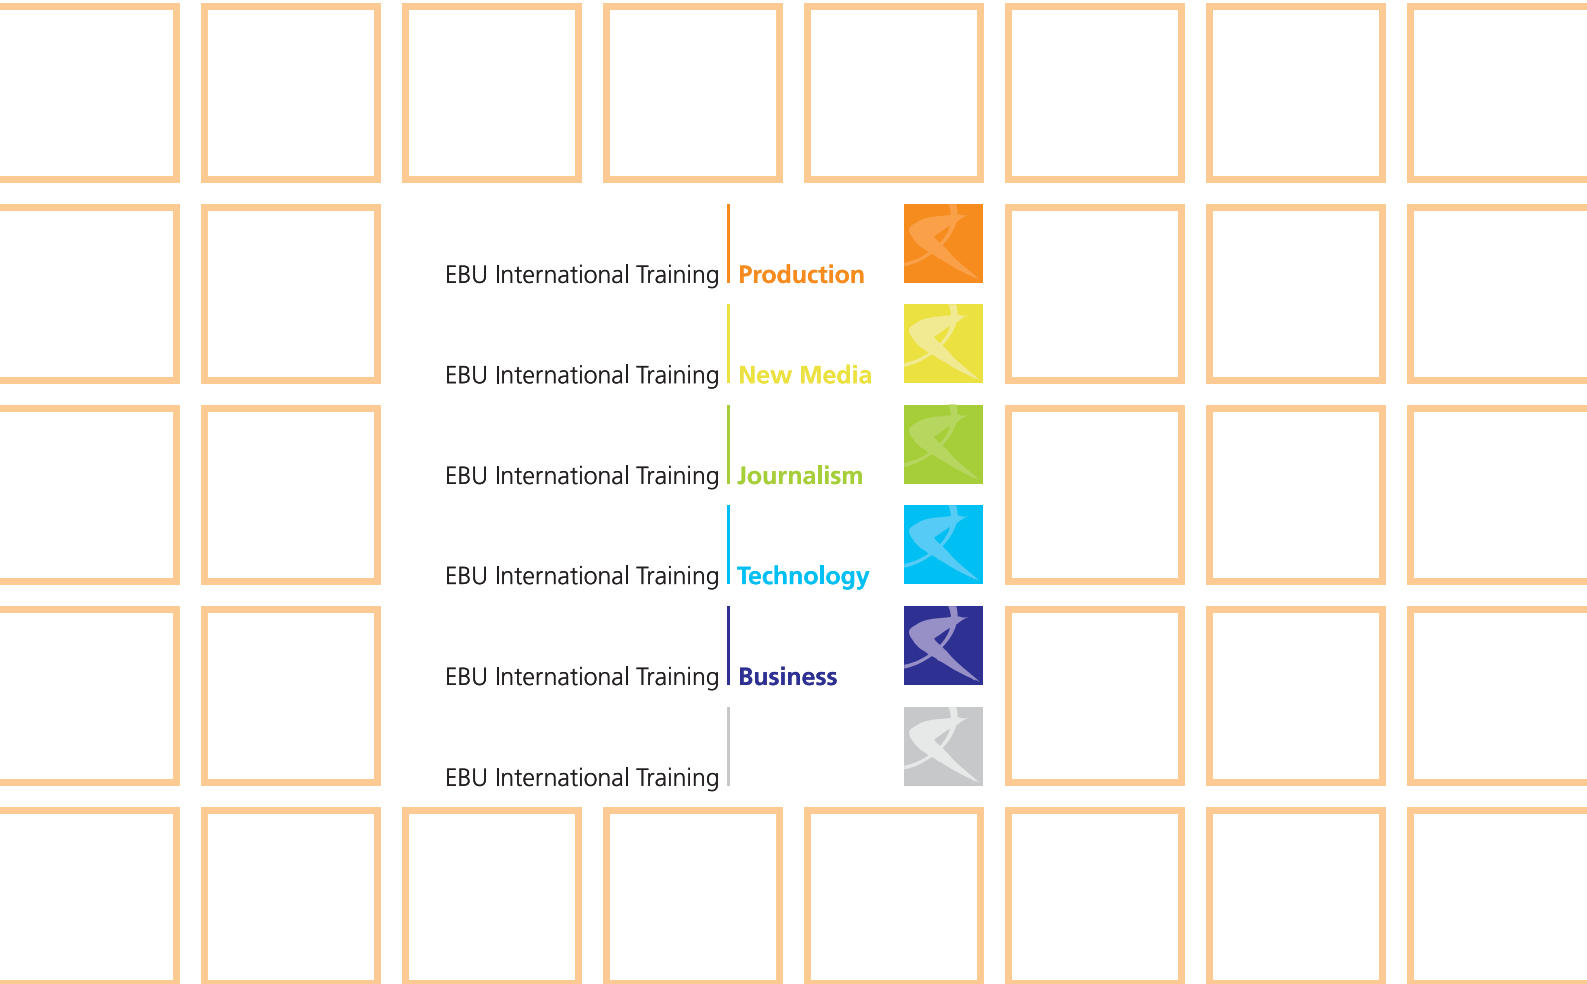 EBU International Training Production
EBU International Training New Media
EBU International Training Journalism
EBU International Training Technology
EBU International Training Business
EBU International Training